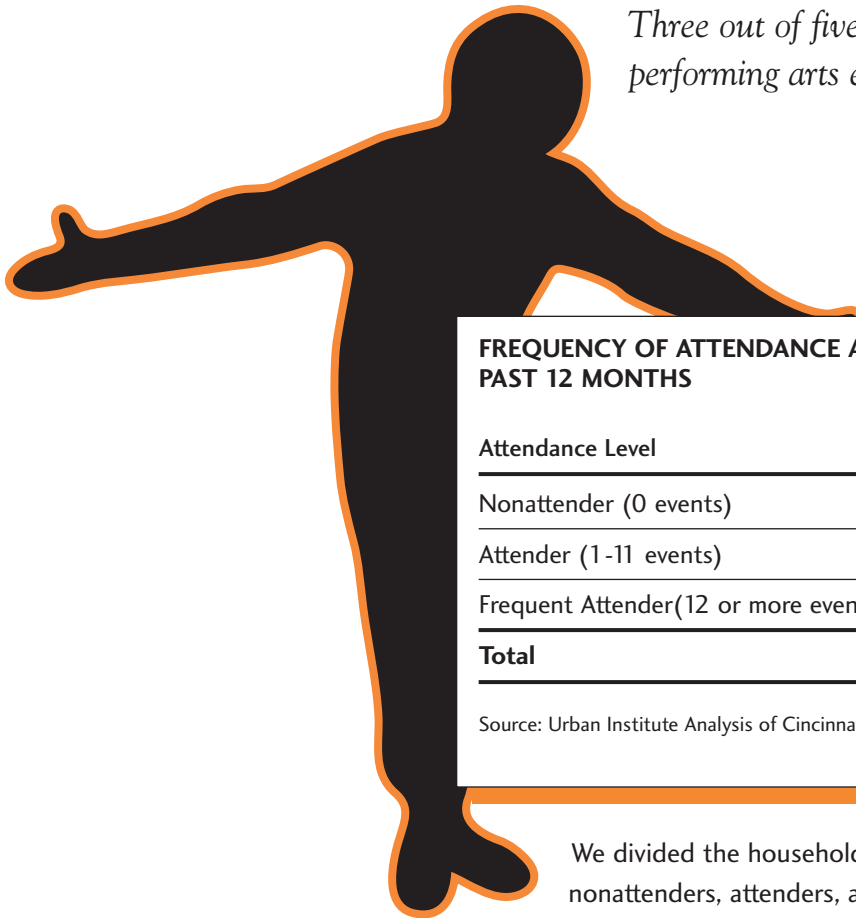 Three out of five
performing arts
FREQUENCY OF ATTENDANCE
PAST 12 MONTHS
Attendance Level
Nonattender (0 events)
Attender (1-11 events)
Frequent Attender(12 or more
Total
Source: Urban Institute Analysis of
We divided the
nonattenders, attenders,